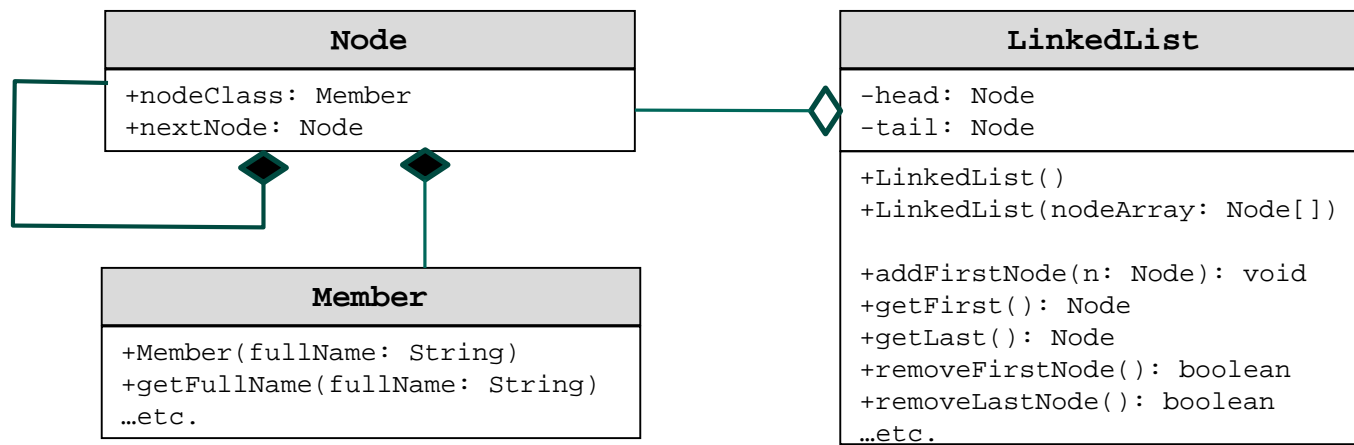 Node
+nodeClass: Member
+nextNode: Node
LinkedList
-head: Node
-tail: Node
+LinkedList()
+LinkedList(nodeArray: Node[])
+addFirstNode(n: Node): void
+getFirst(): Node
+getLast(): Node
+removeFirstNode(): boolean
+removeLastNode(): boolean
…etc.
Member
+Member(fullName: String)
+getFullName(fullName: String)
…etc.